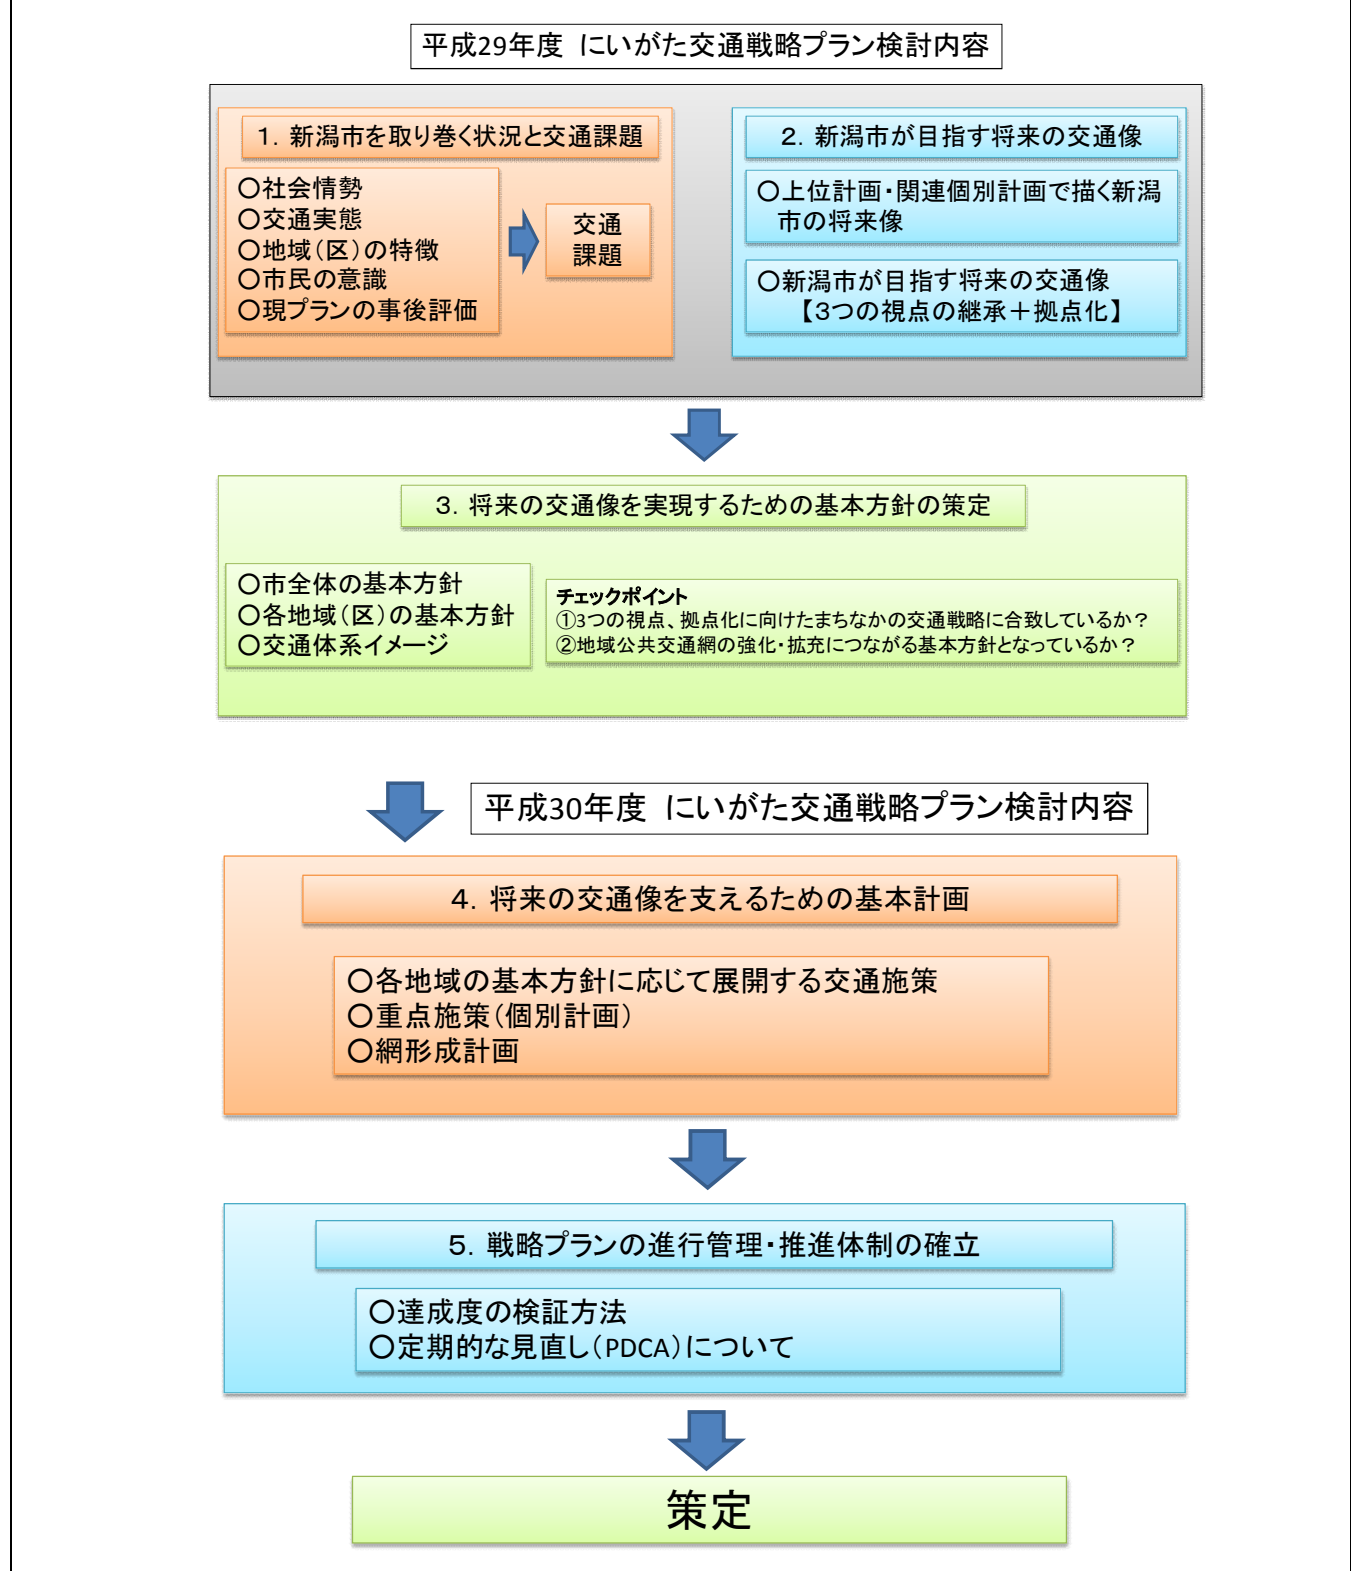 平成29年度 にいがた交通戦略プラン検討内容
１．新潟市を取り巻く状況と交通課題
○社会情勢
○交通実態
○地域（区）の特徴
○市民の意識
○現プランの事後評価
交通
課題
２．新潟市が目指す将来の交通像
○上位計画・関連個別計画で描く新潟
市の将来像
○新潟市が目指す将来の交通像
【３つの視点の継承＋拠点化】
３．将来の交通像を実現するための基本方針の策定
○市全体の基本方針
○各地域（区）の基本方針
○交通体系イメージ
チェックポイント
①3つの視点、拠点化に向けたまちなかの交通戦略に合致しているか？
②地域公共交通網の強化・拡充につながる基本方針となっているか？
平成30年度 にいがた交通戦略プラン検討内容
４．将来の交通像を支えるための基本計画
○各地域の基本方針に応じて展開する交通施策
○重点施策（個別計画）
○網形成計画
５．戦略プランの進行管理・推進体制の確立
○達成度の検証方法
○定期的な見直し（PDCA）について
策定